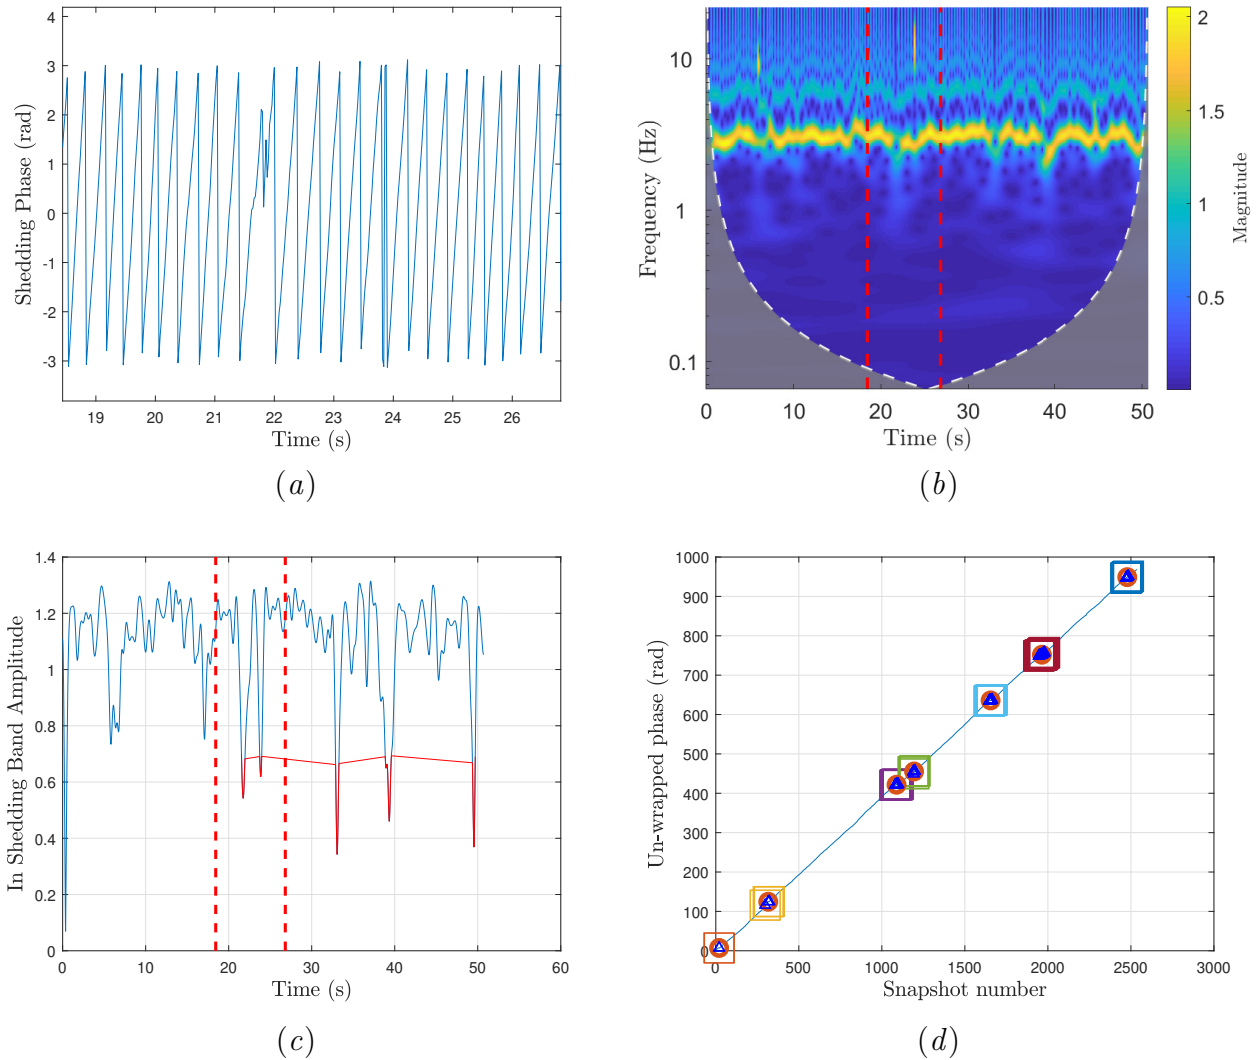 4
3
2
1
0
-1
-2
-3
Shedding Phase (rad)
19 20 21 22 23 24 25 26
Time (s)
(a)
10
1
0.1
Frequency (Hz)
0 10 20 30 40 50
Time (s)
2
1.5
1
0.5
Magnitude
(b)
1.4
1.2
1
0.8
0.6
0.4
0.2
0
In Shedding Band Amplitude
0 10 20 30 40 50 60
Time (s)
(c)
1000
900
800
700
600
500
400
300
200
100
0
Un-wrapped phase (rad)
0 500 1000 1500 2000 2500 3000
Snapshot number
(d)